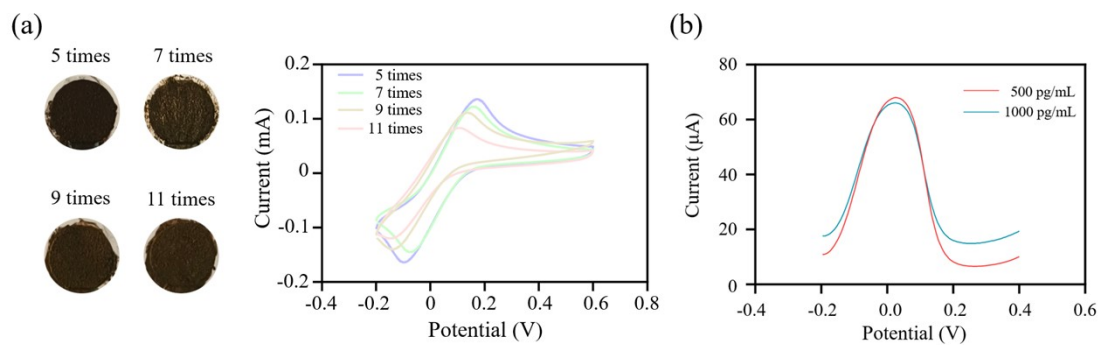 (a)
5 times
7 times
9 times
11 times
Current (mA)
0.2
0.1
0
-0.1
-0.2
5 times
7 times
9 times
11 times
-0.4
-0.2
0
0.2
0.4
0.6
0.8
Potential (V)
(b)
Current (μA)
80
60
40
20
0
500 pg/mL
1000 pg/mL
-0.4
-0.2
0.0
0.2
0.4
0.6
Potential (V)